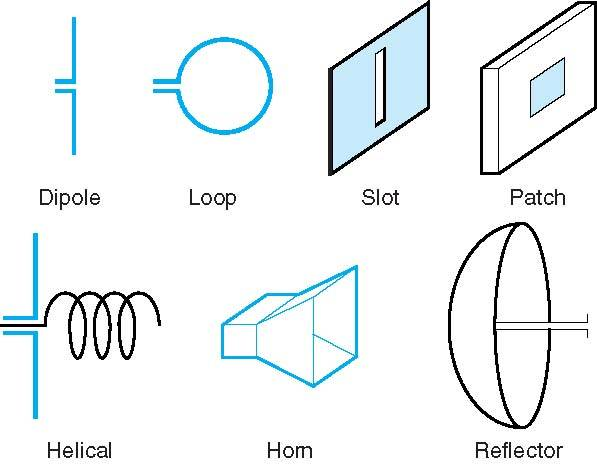 Dipole Loop Slot Patch
Helical Horn Reflector